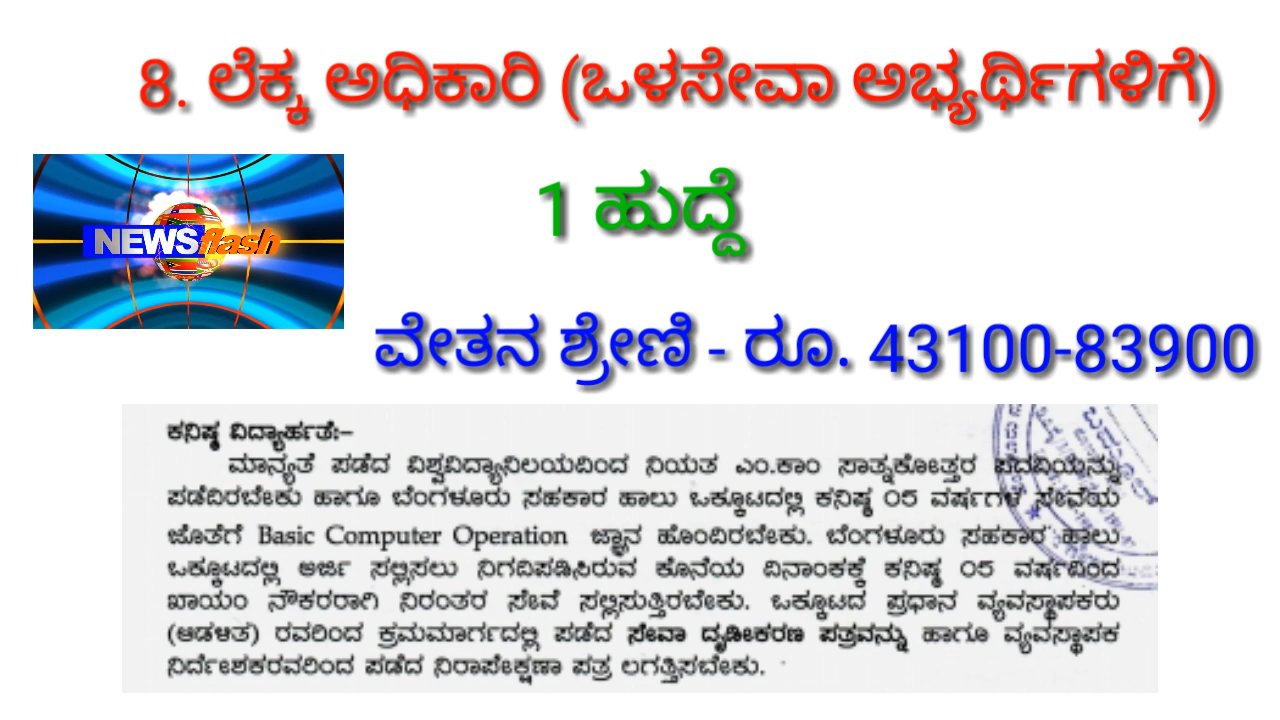 8. ಲೆಕ್ಕ ಅಧಿಕಾರಿ (ಒಳಸೇವಾ ಅಭ್ಯರ್ಥಿಗಳಿಗೆ)
NEWSflash
1 ಹುದ್ದೆ
ವೇತನ ಶ್ರೇಣಿ - ರೂ. 43100-83900
ಕನಿಷ್ಠ ವಿದ್ಯಾರ್ಹತೆ:-
ಮಾನ್ಯತೆ ಪಡೆದ ವಿಶ್ವವಿದ್ಯಾನಿಲಯದಿಂದ ನಿಯತ ಎಂ.ಕಾಂ ಸಾತ್ನಕೋತ್ತರ ಪದವಿಯನ್ನು
ಪಡೆದಿರಬೇಕು ಹಾಗೂ ಬೆಂಗಳೂರು ಸಹಕಾರ ಹಾಲು ಒಕ್ಕೂಟದಲ್ಲಿ ಕನಿಷ್ಠ 05 ವರ್ಷಗಳ ಸೇವೆಯ
ಜೊತೆಗೆ Basic Computer Operation ಜ್ಞಾನ ಹೊಂದಿರಬೇಕು. ಬೆಂಗಳೂರು ಸಹಕಾರ ಹಾಲು
ಒಕ್ಕೂಟದಲ್ಲಿ ಅರ್ಜಿ ಸಲ್ಲಿಸಲು ನಿಗದಿಪಡಿಸಿರುವ ಕೊನೆಯ ದಿನಾಂಕಕ್ಕೆ ಕನಿಷ್ಠ 05 ವರ್ಷದಿಂದ
ಖಾಯಂ ನೌಕರರಾಗಿ ನಿರಂತರ ಸೇವೆ ಸಲ್ಲಿಸುತ್ತಿರಬೇಕು. ಒಕ್ಕೂಟದ ಪ್ರಧಾನ ವ್ಯವಸ್ಥಾಪಕರು
(ಆಡಳಿತ) ರವರಿಂದ ಕ್ರಮಮಾರ್ಗದಲ್ಲಿ ಪಡೆದ ಸೇವಾ ದೃಢೀಕರಣ ಪತ್ರವನ್ನು ಹಾಗೂ ವ್ಯವಸ್ಥಾಪಕ
ನಿರ್ದೇಶಕರವರಿಂದ ಪಡೆದ ನಿರಾಪೇಕ್ಷಣಾ ಪತ್ರ ಲಗತ್ತಿಸಬೇಕು.